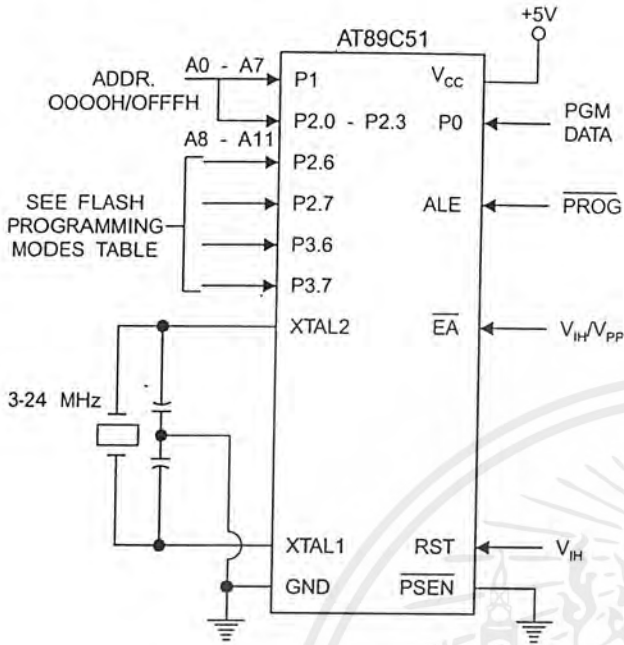 +5V
AT89C51
A0 - A7
ADDR.
OOOOH/OFFFH
P1
VCC
P2.0 - P2.3
P0
PGM
DATA
A8 - A11
P2.6
SEE FLASH
PROGRAMMING
MODES TABLE
P2.7
ALE
PROG
P3.6
P3.7
XTAL2
EA
VIH/VPP
3-24 MHz
XTAL1
RST
VIH
GND
PSEN